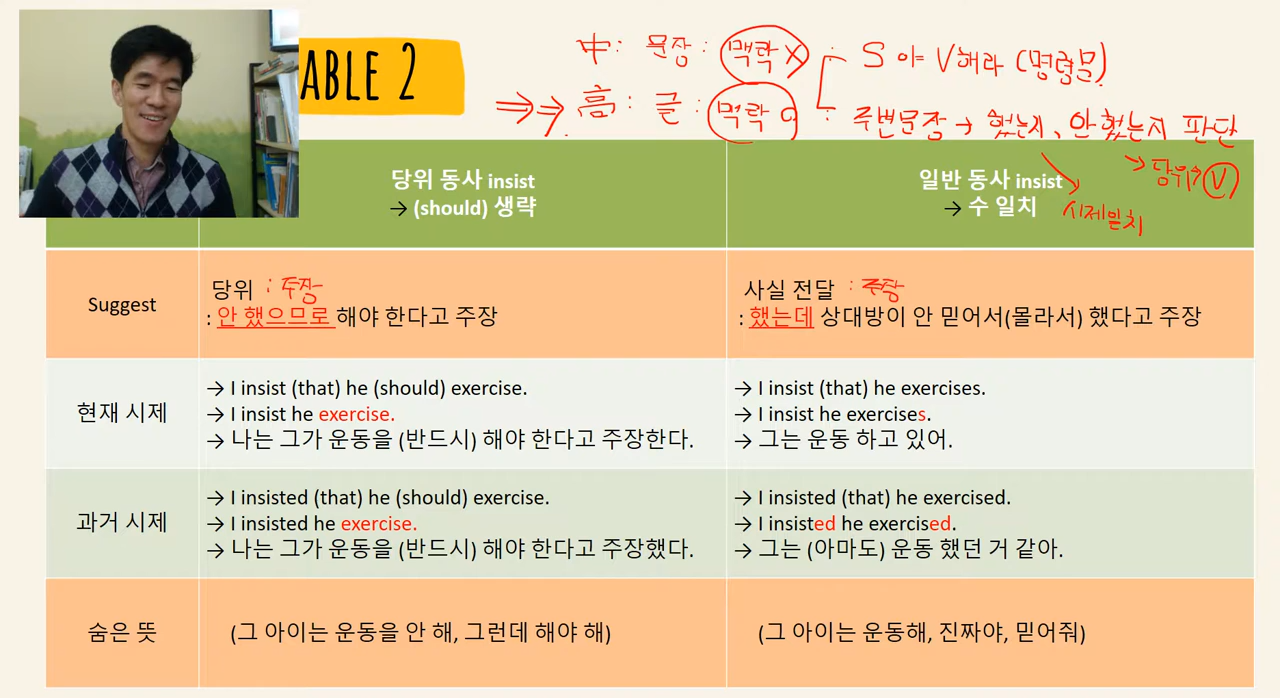 ABLE 2
中: 문장: 맥락 X : S 야 V해라 (명령문)
高: 글: 맥락 O : 주변문장 → 했는지, 안 했는지 판단
→ 당위 V
시제일치
당위 동사 insist
→ (should) 생략
일반 동사 insist
→ 수 일치
Suggest
당위 : 주장
: 안 했으므로 해야 한다고 주장
사실 전달 : 주장
: 했는데 상대방이 안 믿어서(몰라서) 했다고 주장
현재 시제
→ I insist (that) he (should) exercise.
→ I insist he exercise.
→ 나는 그가 운동을 (반드시) 해야 한다고 주장한다.
→ I insist (that) he exercises.
→ I insist he exercises.
→ 그는 운동 하고 있어.
과거 시제
→ I insisted (that) he (should) exercise.
→ I insisted he exercise.
→ 나는 그가 운동을 (반드시) 해야 한다고 주장했다.
→ I insisted (that) he exercised.
→ I insisted he exercised.
→ 그는 (아마도) 운동 했던 거 같아.
숨은 뜻
(그 아이는 운동을 안 해, 그런데 해야 해)
(그 아이는 운동해, 진짜야, 믿어줘)